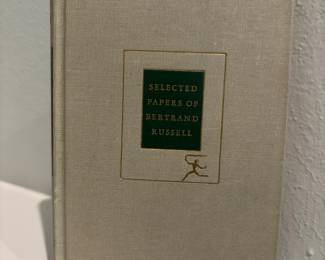 SELECTED
PAPERS OF
BERTRAND
RUSSELL